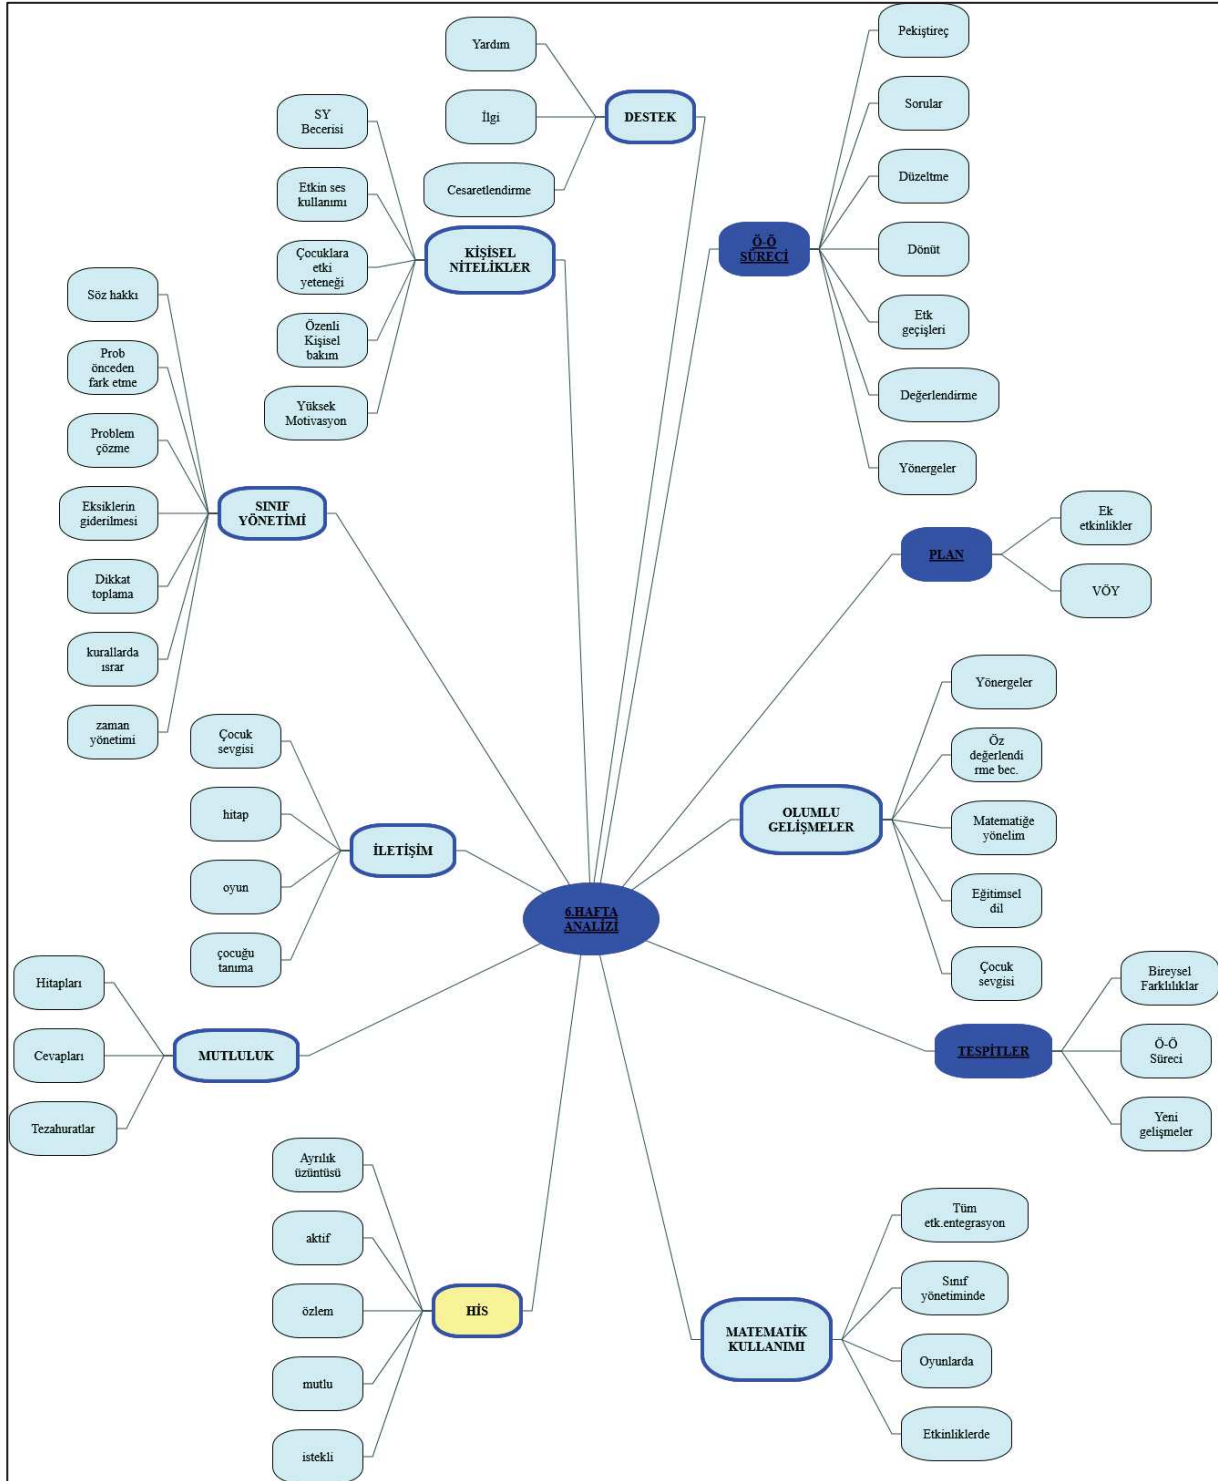 Yardım
İlgi
Cesaretlendirme
DESTEK
Pekiştireç
Sorular
Düzeltme
Dönüt
Etk
geçişleri
Değerlendirme
Yönergeler
Ö-Ö
SÜRECİ
SY
Becerisi
Etkin ses
kullanımı
Çocuklara
etki
yeteneği
Özenli
Kişisel
bakım
Yüksek
Motivasyon
KİŞİSEL
NİTELİKLER
Söz hakkı
Prob
önceden
fark etme
Problem
çözme
Eksiklerin
giderilmesi
Dikkat
toplama
kurallarda
ısrar
zaman
yönetimi
SINIF
YÖNETİMİ
PLAN
Ek
etkinlikler
VÖY
Çocuk
sevgisi
hitap
oyun
çocuğu
tanıma
İLETİŞİM
OLUMLU
GELİŞMELER
Yönergeler
Öz
değerlendi
rme bec.
Matematiğe
yönelim
Eğitimsel
dil
Çocuk
sevgisi
6.HAFTA
ANALİZİ
Hitapları
Cevapları
Tezahuratlar
MUTLULUK
TESPİTLER
Bireysel
Farklılıklar
Ö-Ö
Süreci
Yeni
gelişmeler
Ayrılık
üzüntüsü
aktif
özlem
mutlu
istekli
HİS
MATEMATİK
KULLANIMI
Tüm
etk.entegrasyon
Sınıf
yönetiminde
Oyunlarda
Etkinliklerde